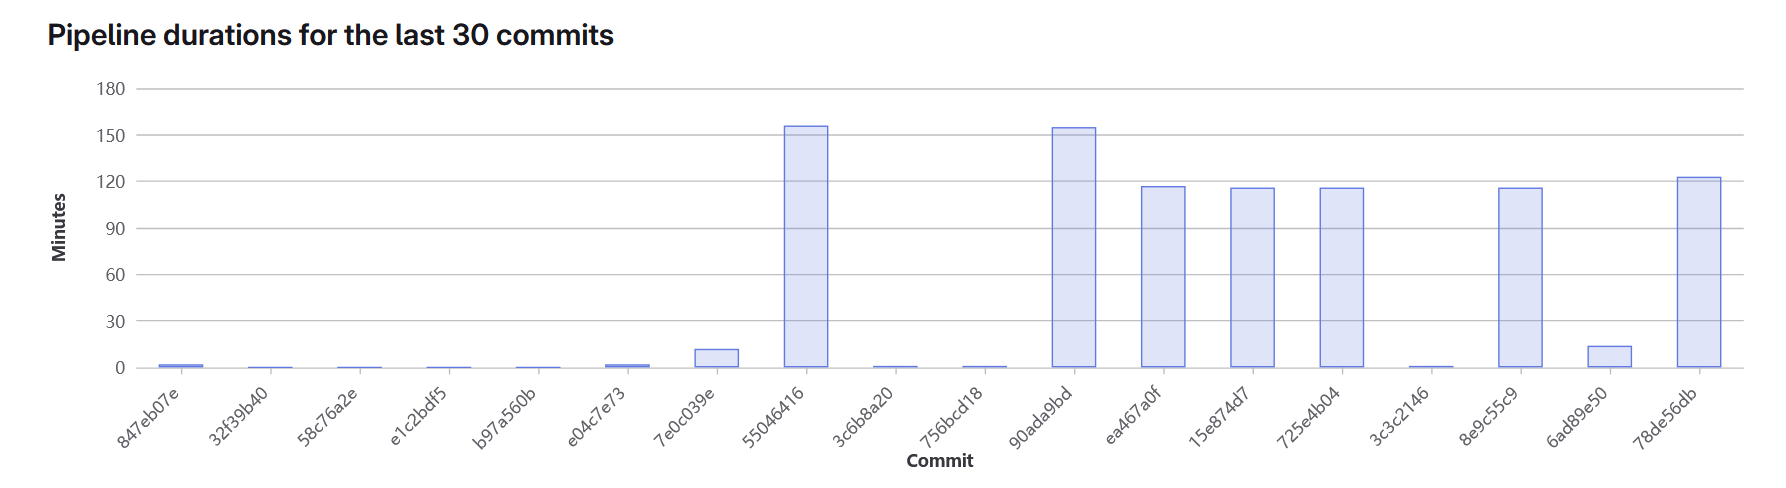 Pipeline durations for the last 30 commits
180
150
120
90
60
30
0
Minutes
847eb07e
32f39b40
58c76a2e
e1c2bdf5
b97a560b
e04c7e73
7e0c039e
55046416
3c6b8a20
756bcd18
90ada9bd
ea467a0f
15e874d7
725e4b04
3c3c2146
8e9c55c9
6ad89e50
78de56db
Commit